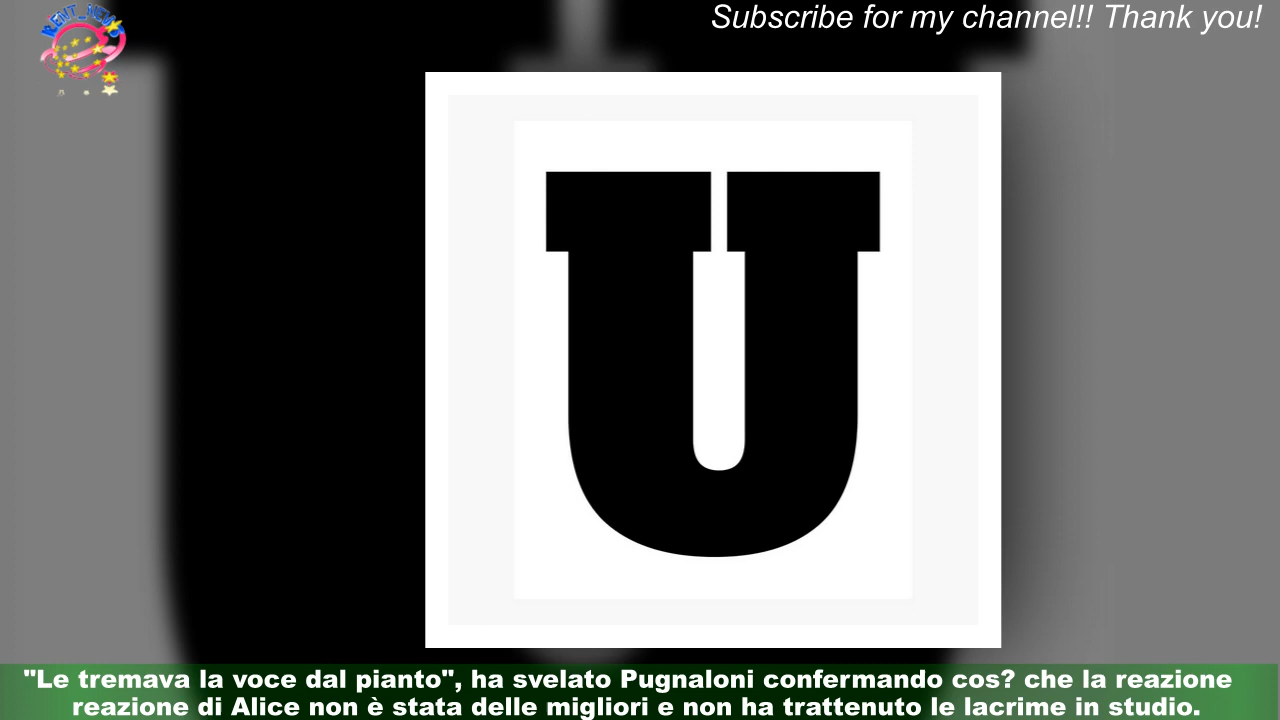 Subscribe for my channel!! Thank you!
RENT_NEWS
U
"Le tremava la voce dal pianto", ha svelato Pugnaloni confermando cos? che la reazione
reazione di Alice non è stata delle migliori e non ha trattenuto le lacrime in studio.